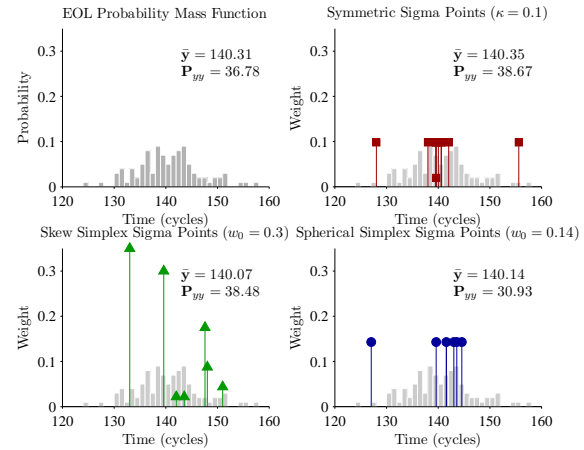 EOL Probability Mass Function
ȳ = 140.31
P_yy = 36.78
Probability
0.3
0.2
0.1
0
120 130 140 150 160
Time (cycles)
Symmetric Sigma Points (κ = 0.1)
ȳ = 140.35
P_yy = 38.67
Weight
0.3
0.2
0.1
0
120 130 140 150 160
Time (cycles)
Skew Simplex Sigma Points (w_0 = 0.3)
ȳ = 140.07
P_yy = 38.48
Weight
0.3
0.2
0.1
0
120 130 140 150 160
Time (cycles)
Spherical Simplex Sigma Points (w_0 = 0.14)
ȳ = 140.14
P_yy = 30.93
Weight
0.3
0.2
0.1
0
120 130 140 150 160
Time (cycles)